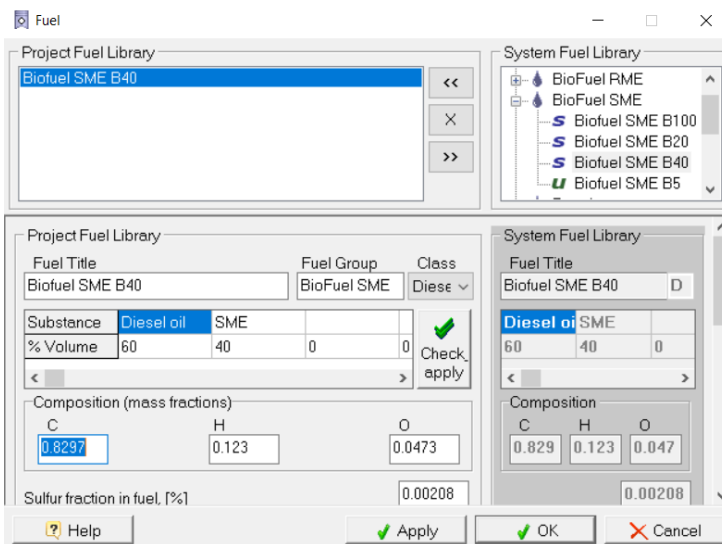 Fuel
Project Fuel Library
Biofuel SME B40
<<
>>
System Fuel Library
BioFuel RME
BioFuel SME
S Biofuel SME B100
S Biofuel SME B20
S Biofuel SME B40
u Biofuel SME B5
Project Fuel Library
Fuel Title Fuel Group Class
Biofuel SME B40 BioFuel SME Diese
Substance Diesel oil SME
% Volume 60 40 0 0
Check_
apply
Composition (mass fractions)
C H O
0.8297 0.123 0.0473
Sulfur fraction in fuel, [%] 0.00208
System Fuel Library
Fuel Title
Biofuel SME B40 D
Diesel oi SME
60 40 0
Composition
C H O
0.829 0.123 0.047
0.00208
Help Apply OK Cancel